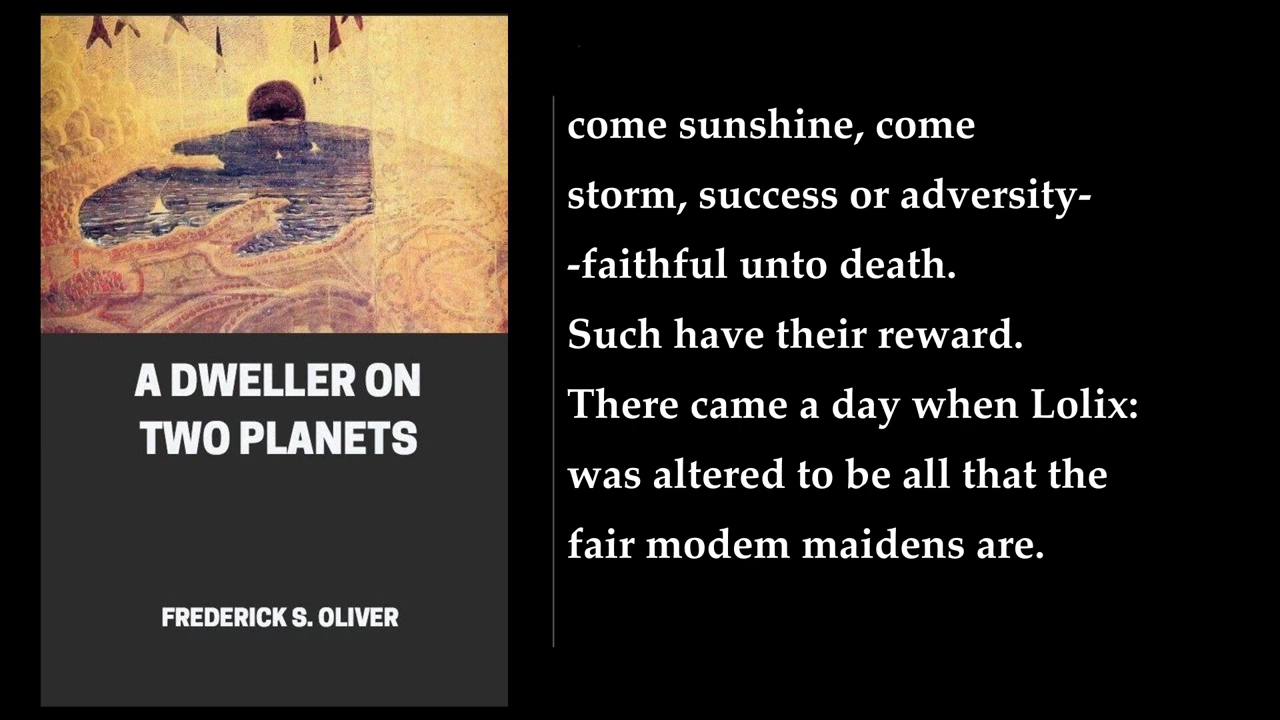 A DWELLER ON
TWO PLANETS
FREDERICK S. OLIVER
come sunshine, come
storm, success or adversity-
-faithful unto death.
Such have their reward.
There came a day when Lolix:
was altered to be all that the
fair modem maidens are.